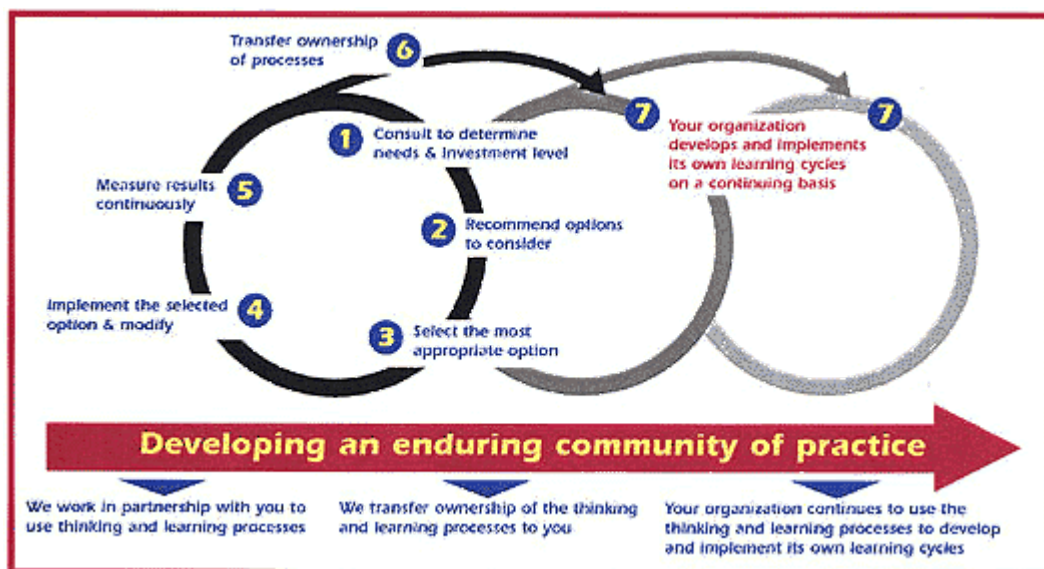 Transfer ownership
of processes
6
7
7
1
Consult to determine
needs & investment level
Your organization
develops and implements
its own learning cycles
on a continuing basis
Measure results
continuously
5
2
Recommend options
to consider
Implement the selected
option & modify
4
3
Select the most
appropriate option
Developing an enduring community of practice
We work in partnership with you to
use thinking and learning processes
We transfer ownership of the thinking
and learning processes to you
Your organization continues to use the
thinking and learning processes to develop
and implement its own learning cycles